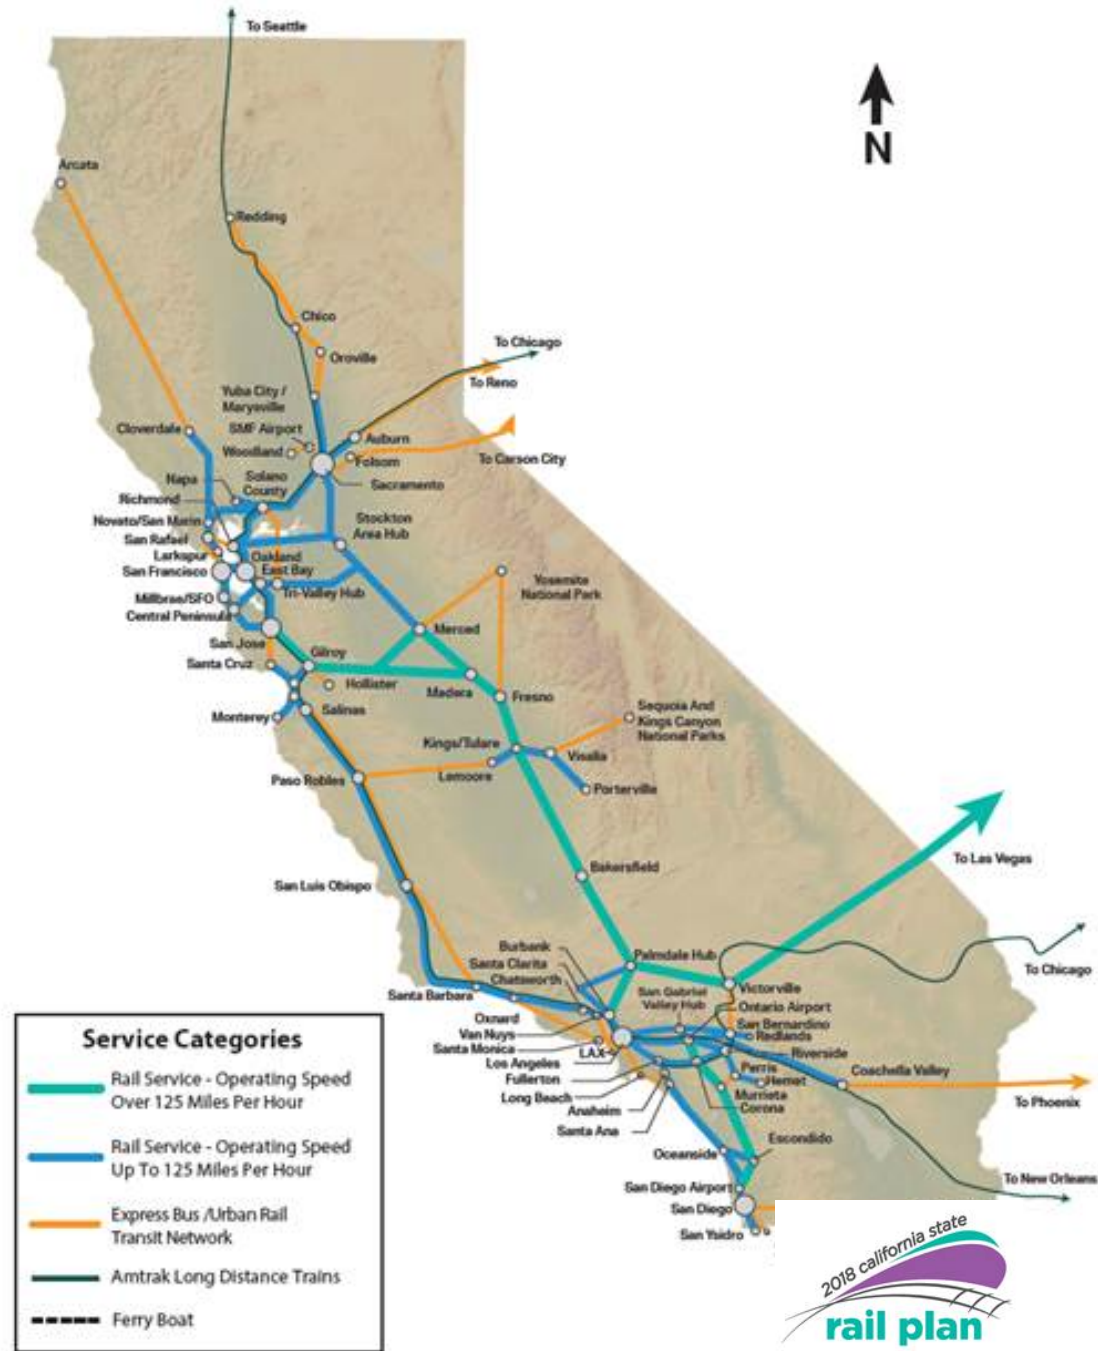 To Seattle
N
Arcata
Redding
Chico
Oroville
To Chicago
To Reno
Yuba City /
Marysville
SMF Airport
Cloverdale
Woodland
Auburn
Folsom
To Carson City
Sacramento
Napa
Solano
County
Richmond
Novato/San Marin
Stockton
Area Hub
San Rafael
Larkspur
Oakland
San Francisco
East Bay
Tri-Valley Hub
Yosemite
National Park
Millbrae/SFO
Central Peninsula
San Jose
Merced
Gilroy
Santa Cruz
Hollister
Madera
Fresno
Monterey
Salinas
Sequoia And
Kings Canyon
National Parks
Kings/Tulare
Visalia
Lemoore
Paso Robles
Porterville
To Las Vegas
Bakersfield
San Luis Obispo
Burbank
Santa Clarita
Chatsworth
Palmdale Hub
To Chicago
Santa Barbara
San Gabriel
Valley Hub
Victorville
Ontario Airport
Oxnard
Van Nuys
Santa Monica
LAX
Los Angeles
San Bernardino
Redlands
Riverside
Fullerton
Long Beach
Perris
Hemet
Coachella Valley
Murrieta
Corona
Anaheim
Santa Ana
To Phoenix
Escondido
Oceanside
To New Orleans
San Diego Airport
San Diego
San Ysidro
Service Categories
Rail Service - Operating Speed
Over 125 Miles Per Hour
Rail Service - Operating Speed
Up To 125 Miles Per Hour
Express Bus /Urban Rail
Transit Network
Amtrak Long Distance Trains
Ferry Boat
2018 california state
rail plan